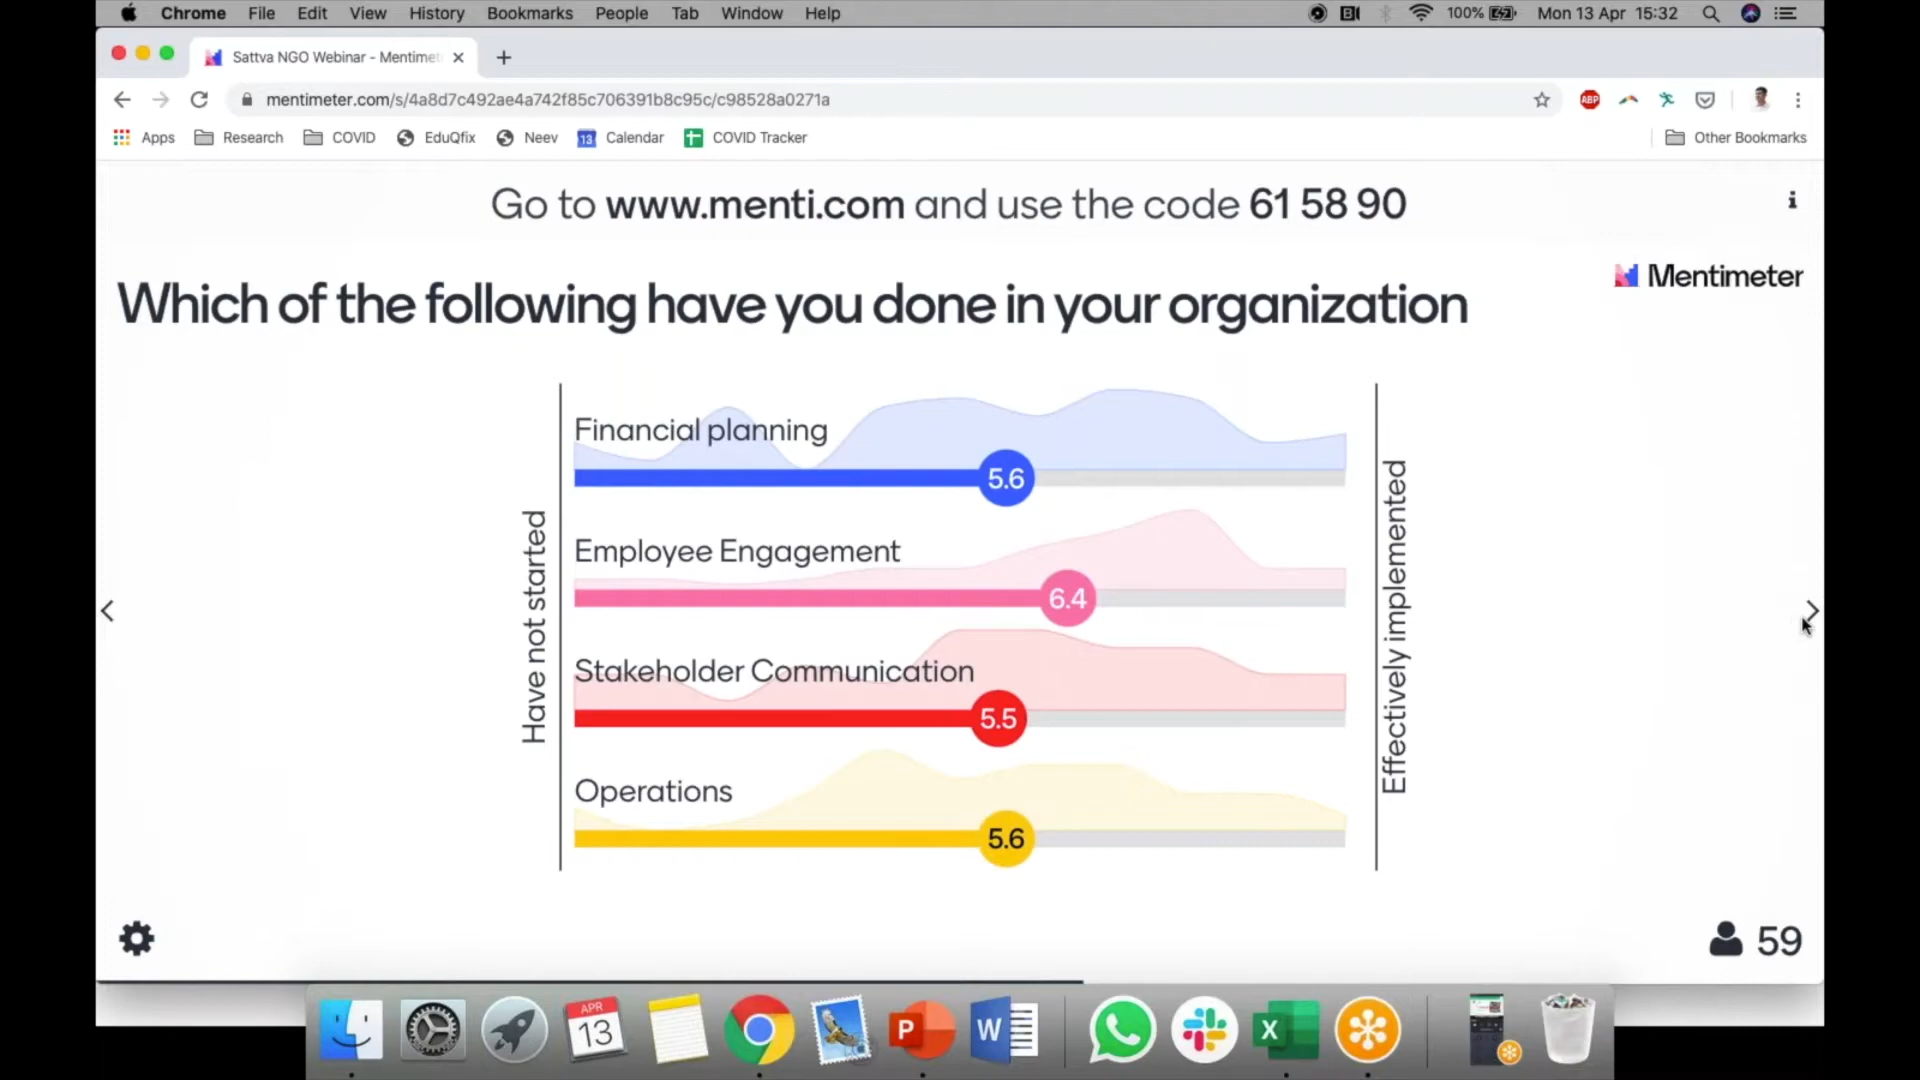 Chrome File Edit View History Bookmarks People Tab Window Help 100% Mon 13 Apr 15:32
Sattva NGO Webinar - Mentime
mentimeter.com/s/4a8d7c492ae4a742f85c706391b8c95c/c98528a0271a ABP
Apps Research COVID EduQfix Neev 13 Calendar COVID Tracker Other Bookmarks
Go to www.menti.com and use the code 61 58 90
Mentimeter
Which of the following have you done in your organization
Have not started
Financial planning
5.6
Employee Engagement
6.4
Stakeholder Communication
5.5
Operations
5.6
Effectively implemented
59
APR
13
P
W
X